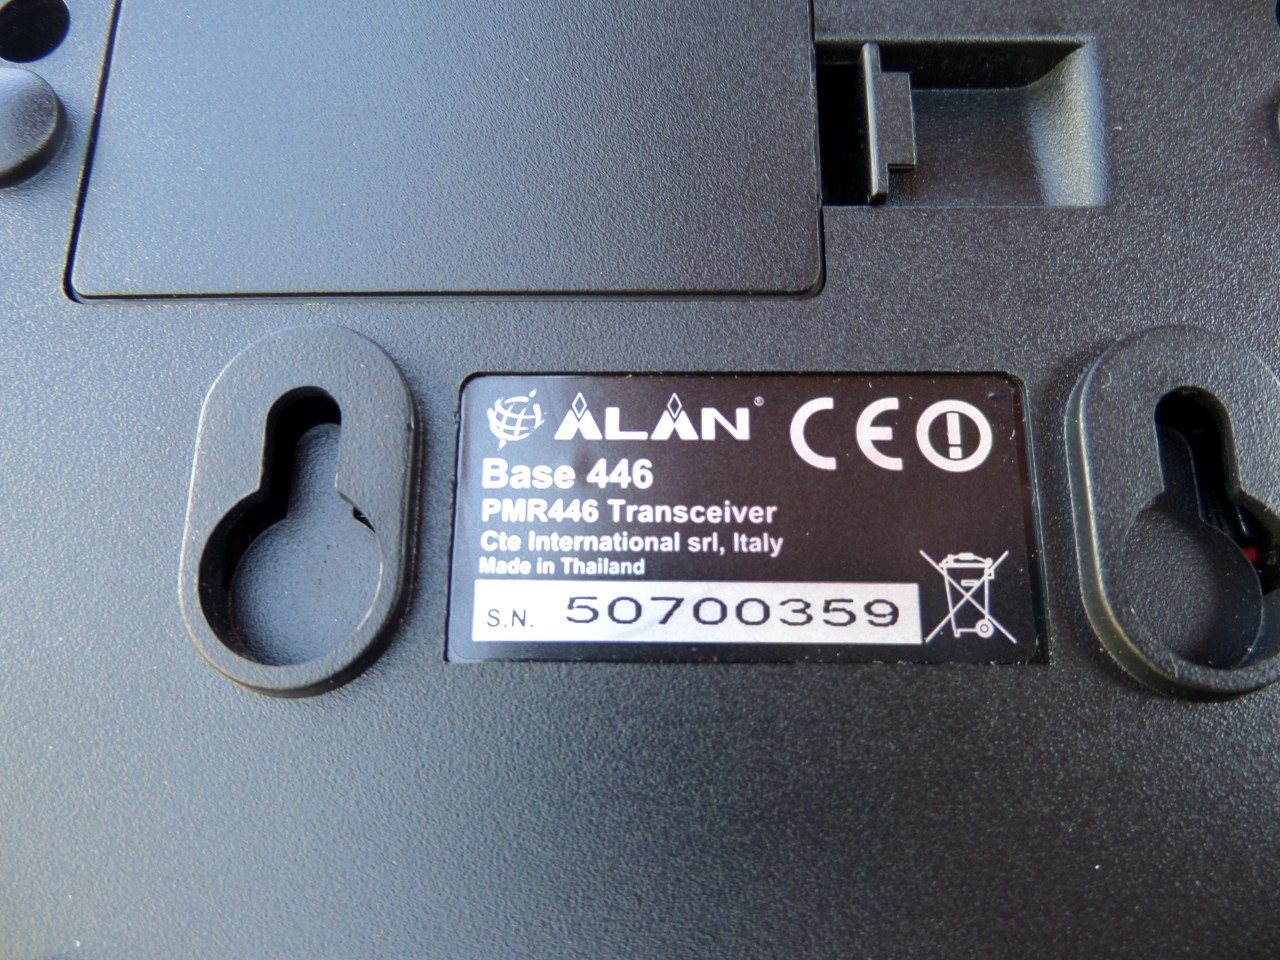 ALAN® CE
Base 446
PMR446 Transceiver
Cte International srl, Italy
Made in Thailand
S.N. 50700359